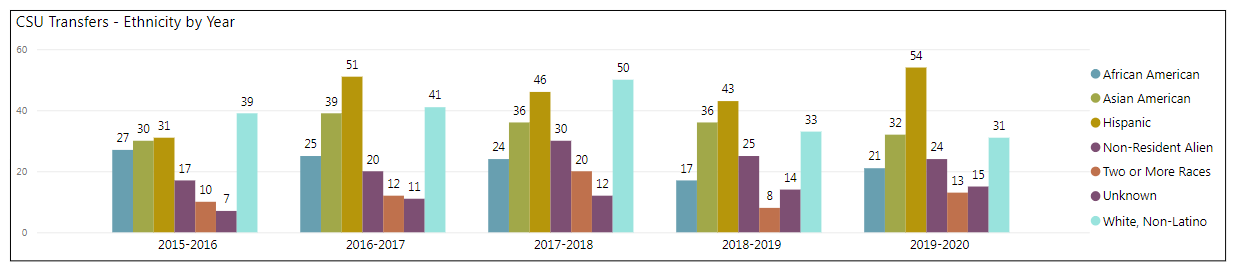 CSU Transfers - Ethnicity by Year
60
40
20
0
27 30 31 17 10 7 39
25 39 51 20 12 11 41
24 36 46 30 20 12 50
17 36 43 25 8 14 33
21 32 54 24 13 15 31
2015-2016 2016-2017 2017-2018 2018-2019 2019-2020
African American
Asian American
Hispanic
Non-Resident Alien
Two or More Races
Unknown
White, Non-Latino